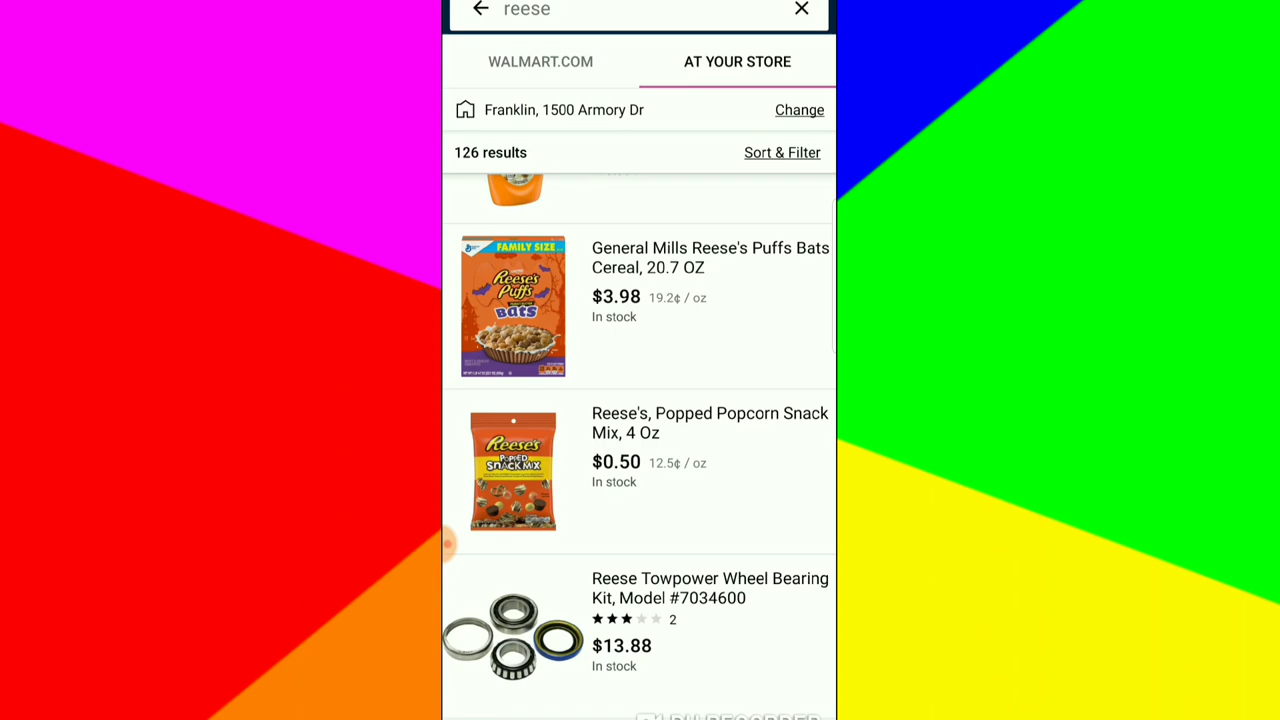 reese
WALMART.COM
AT YOUR STORE
Franklin, 1500 Armory Dr
Change
126 results
Sort & Filter
General Mills Reese's Puffs Bats
Cereal, 20.7 OZ
$3.98 19.2¢ / oz
In stock
FAMILY SIZE
Reese's
Puffs
Bats
Reese's, Popped Popcorn Snack
Mix, 4 Oz
$0.50 12.5¢ / oz
In stock
Reese's
POPPED
SNACK MIX
Reese Towpower Wheel Bearing
Kit, Model #7034600
2
$13.88
In stock